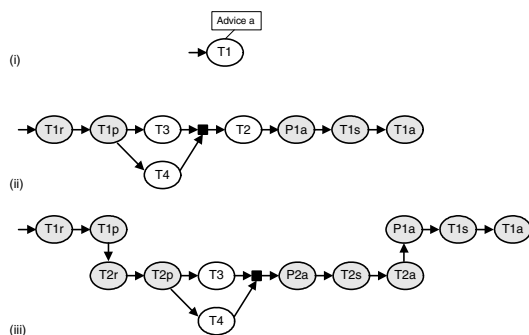 Advice a
T1
(i)
T1r T1p T3 T2 P1a T1s T1a
T4
(ii)
T1r T1p P1a T1s T1a
T2r T2p T3 P2a T2s T2a
T4
(iii)